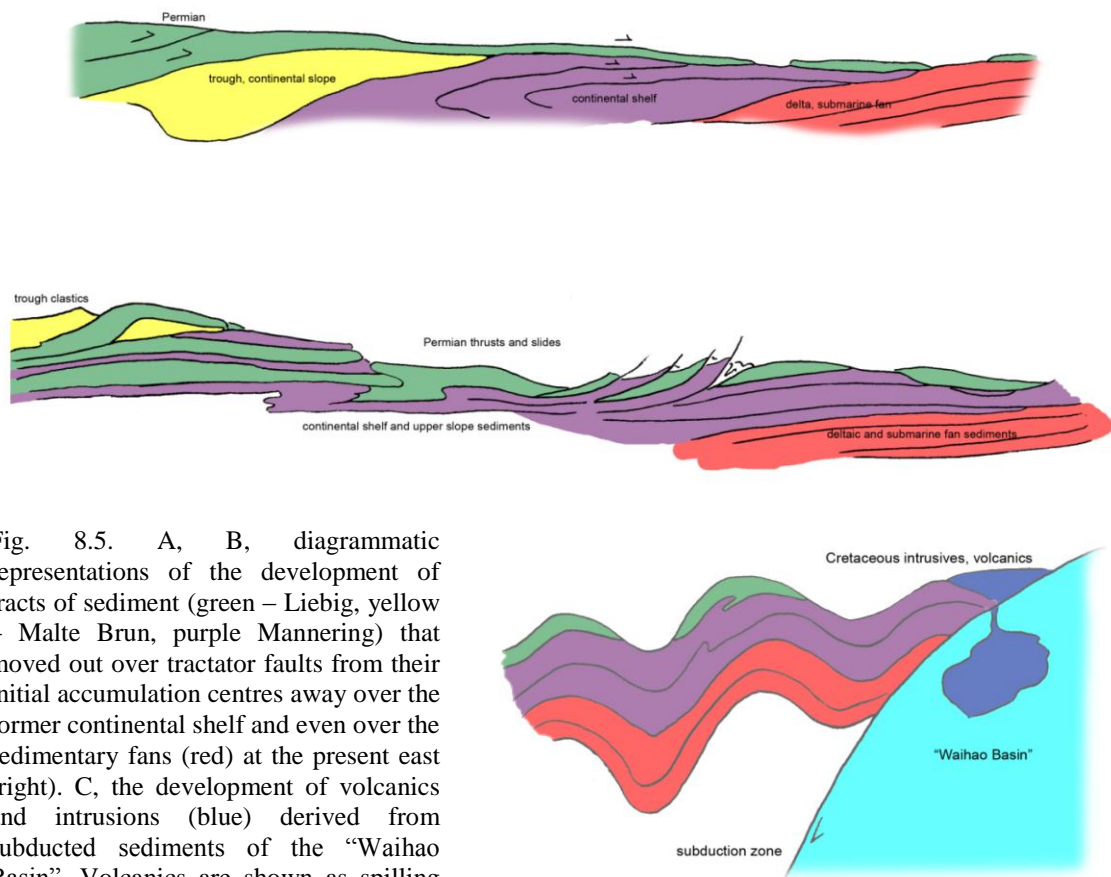 Permian
trough, continental slope
continental shelf
delta, submarine fan
trough clastics
Permian thrusts and slides
continental shelf and upper slope sediments
deltaic and submarine fan sediments
Fig. 8.5. A, B, diagrammatic
representations of the development of
tracts of sediment (green – Liebig, yellow
– Malte Brun, purple Mannering) that
moved out over tractator faults from their
initial accumulation centres away over the
former continental shelf and even over the
sedimentary fans (red) at the present east
(right). C, the development of volcanics
and intrusions (blue) derived from
subducted sediments of the “Waihao
Basin”. Volcanics are shown as spilling
Cretaceous intrusives, volcanics
"Waihao Basin"
subduction zone